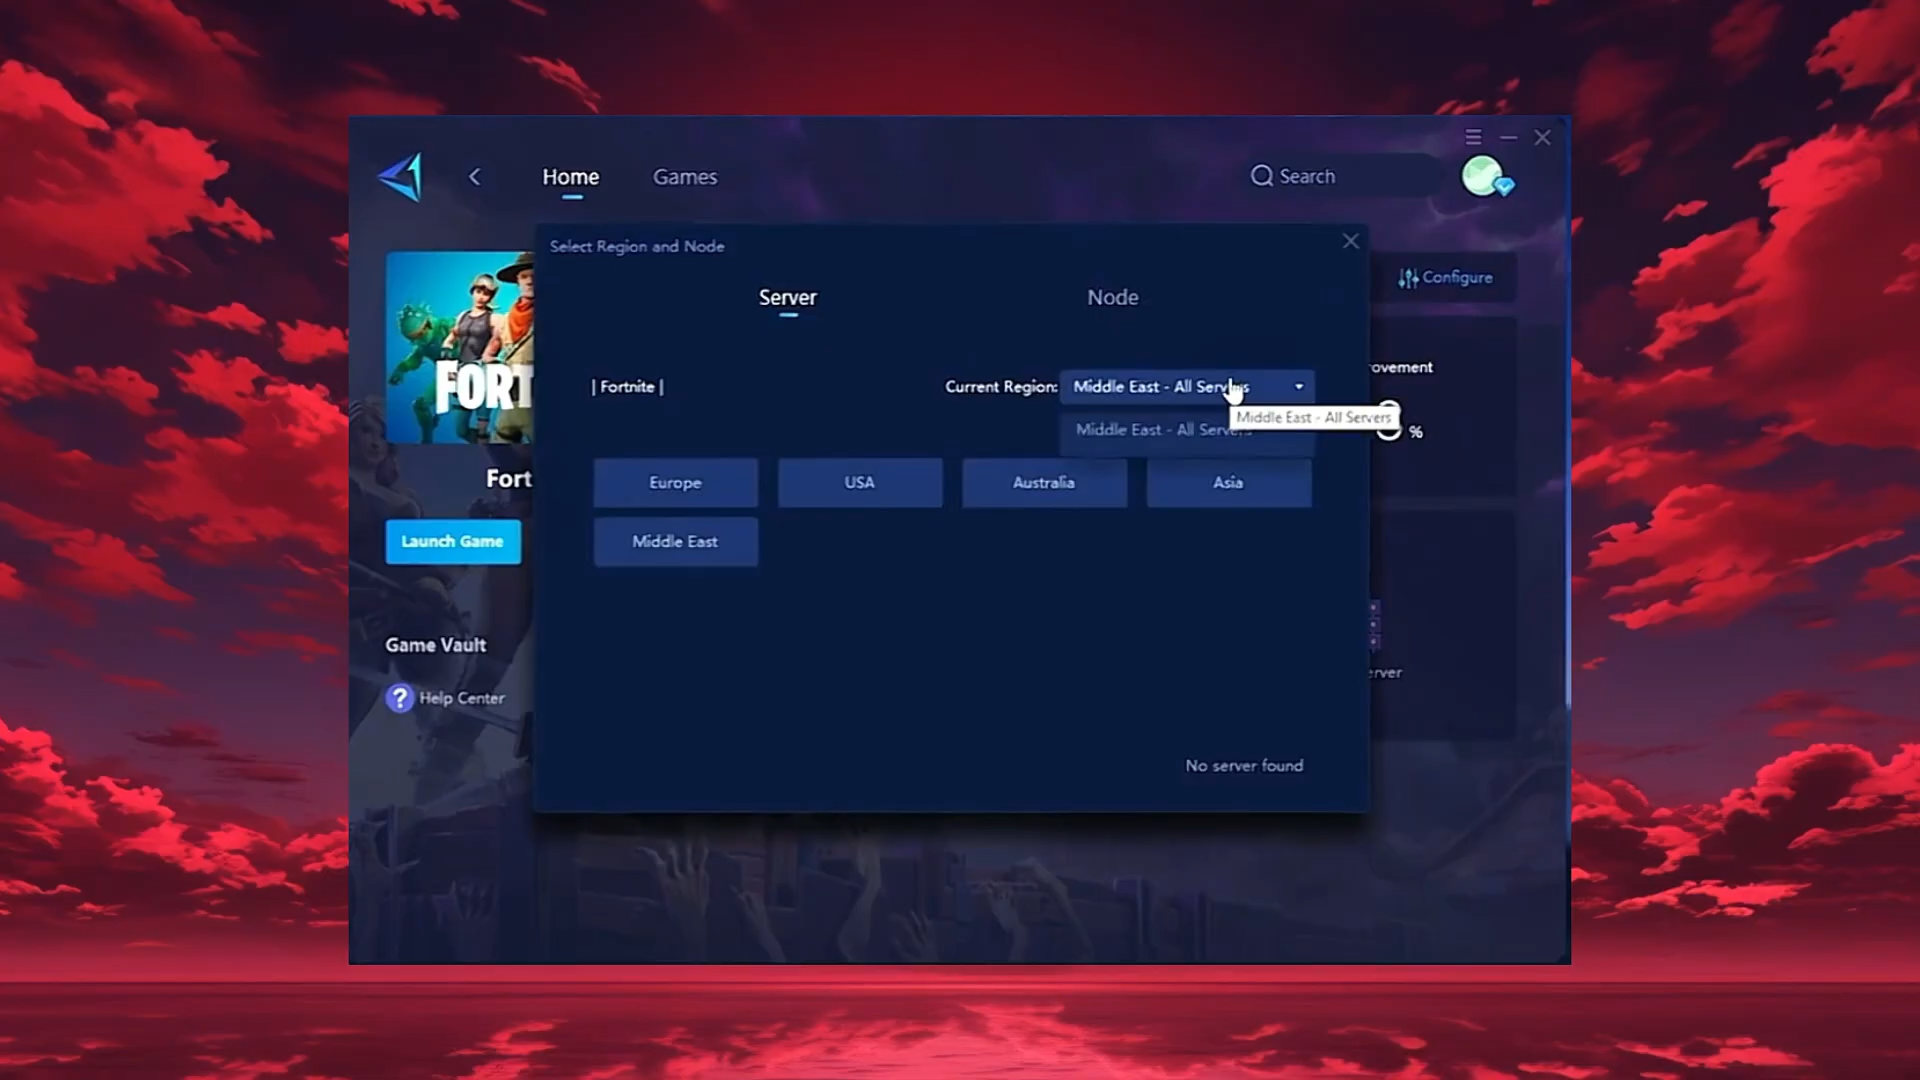 Home
Games
Search
Select Region and Node
Server
Node
Configure
FORT
| Fortnite |
Current Region:
Middle East - All Servers
Middle East - All Servers
Middle East - All Servers
%
Europe
USA
Australia
Asia
Middle East
Fort
Launch Game
Game Vault
? Help Center
No server found